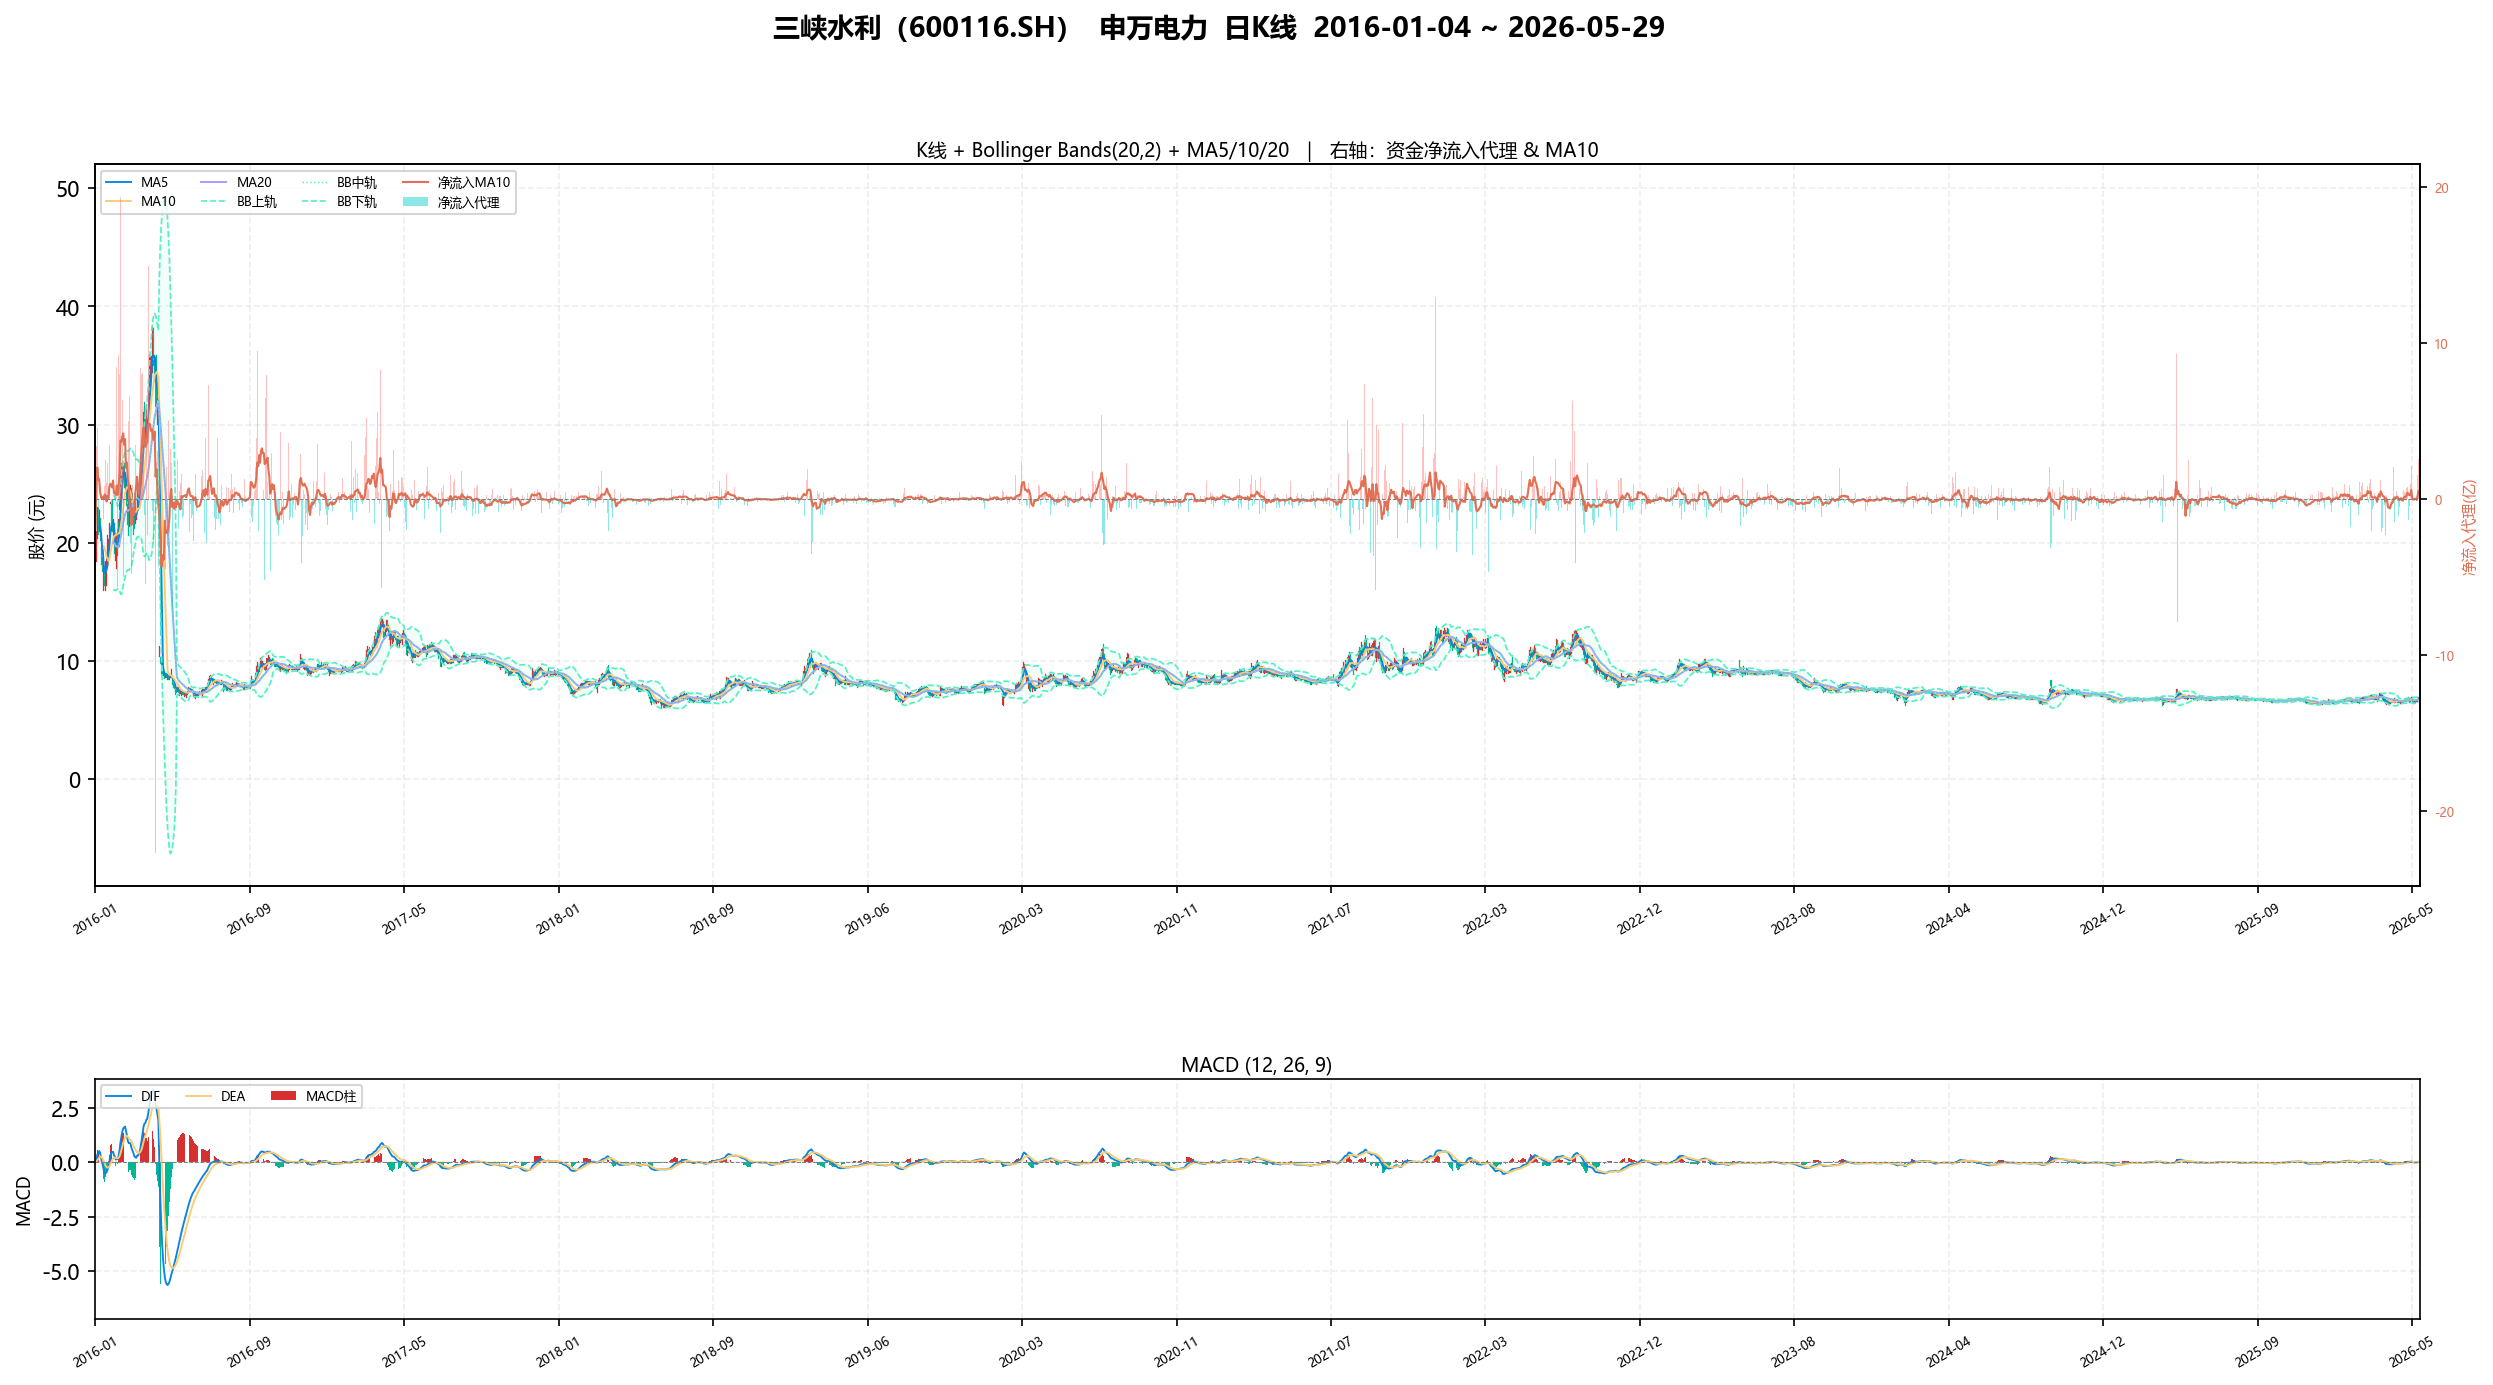 三峡水利（600116.SH） 申万电力 日K线 2016-01-04 ~ 2026-05-29
K线 + Bollinger Bands(20,2) + MA5/10/20 | 右轴：资金净流入代理 & MA10
MA5 MA20 BB中轨 净流入MA10
MA10 BB上轨 BB下轨 净流入代理
50
40
30
20
10
0
股价 (元)
20
10
0
-10
-20
净流入代理(亿)
2016-01 2016-09 2017-05 2018-01 2018-09 2019-06 2020-03 2020-11 2021-07 2022-03 2022-12 2023-08 2024-04 2024-12 2025-09 2026-05
MACD (12, 26, 9)
DIF DEA MACD柱
2.5
0.0
-2.5
-5.0
MACD
2016-01 2016-09 2017-05 2018-01 2018-09 2019-06 2020-03 2020-11 2021-07 2022-03 2022-12 2023-08 2024-04 2024-12 2025-09 2026-05